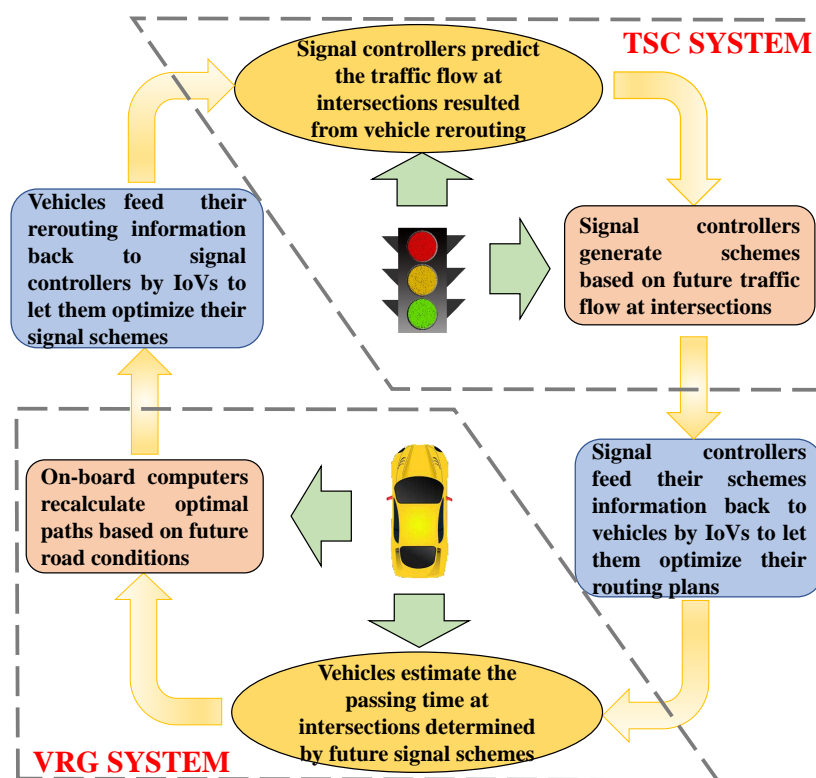 Signal controllers predict
the traffic flow at
intersections resulted
from vehicle rerouting
TSC SYSTEM
Vehicles feed their
rerouting information
back to signal
controllers by IoVs to
let them optimize their
signal schemes
Signal controllers
generate schemes
based on future traffic
flow at intersections
On-board computers
recalculate optimal
paths based on future
road conditions
Signal controllers
feed their schemes
information back to
vehicles by IoVs to let
them optimize their
routing plans
Vehicles estimate the
passing time at
intersections determined
by future signal schemes
VRG SYSTEM